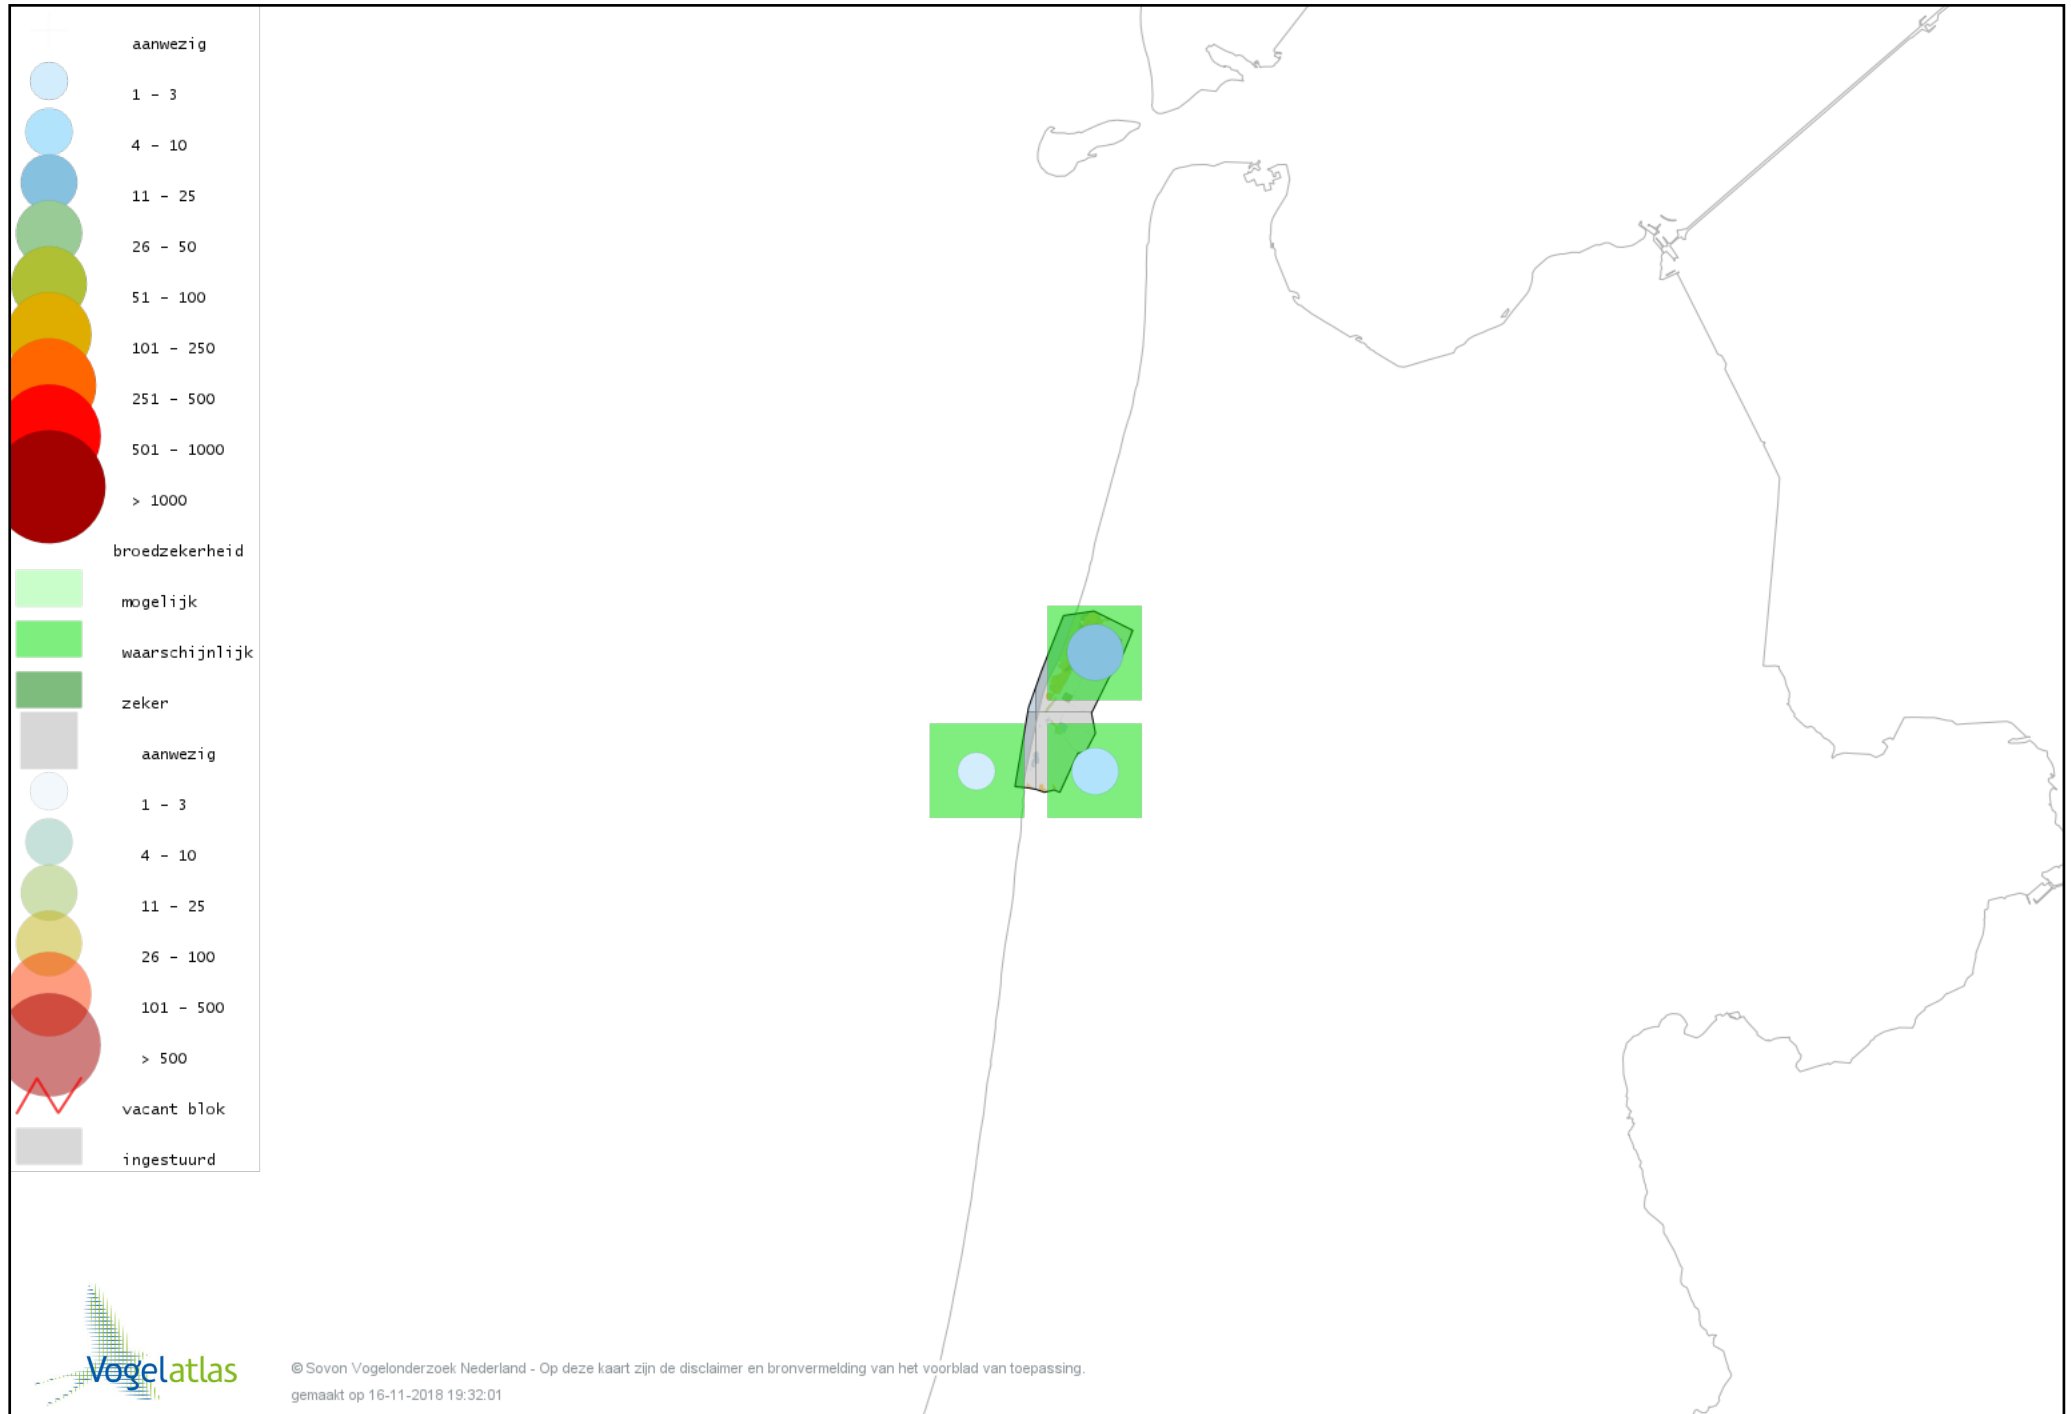 aanwezig
1 - 3
4 - 10
11 - 25
26 - 50
51 - 100
101 - 250
251 - 500
501 - 1000
> 1000
broedzekerheid
mogelijk
waarschijnlijk
zeker
aanwezig
1 - 3
4 - 10
11 - 25
26 - 100
101 - 500
> 500
vacant blok
ingestuurd
Vogelatlas
© Sovon Vogelonderzoek Nederland - Op deze kaart zijn de disclaimer en bronvermelding van het voorblad van toepassing.
gemaakt op 16-11-2018 19:32:01